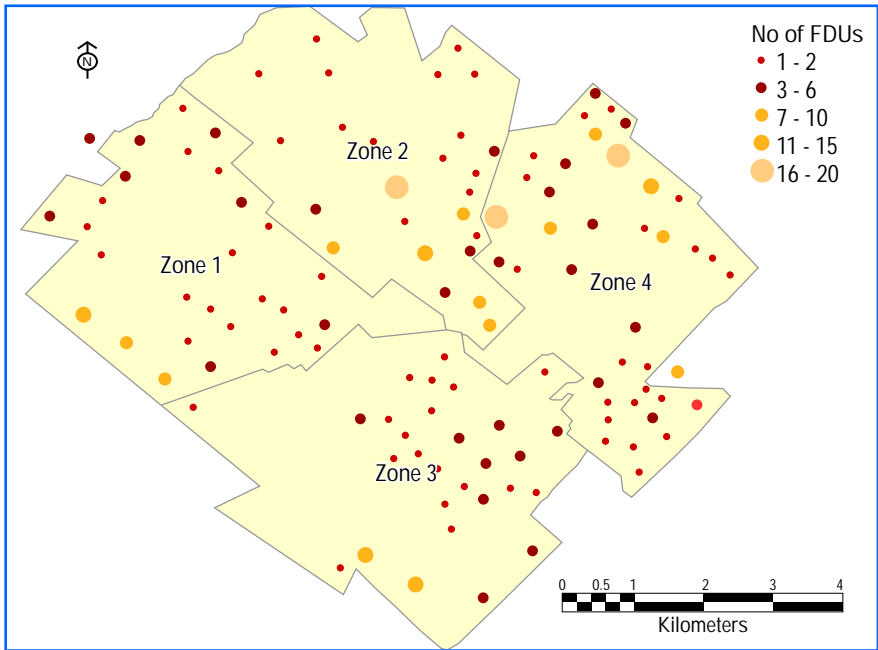 N
No of FDUs
1 - 2
3 - 6
7 - 10
11 - 15
16 - 20
Zone 2
Zone 1
Zone 4
Zone 3
0 0.5 1 2 3 4
Kilometers